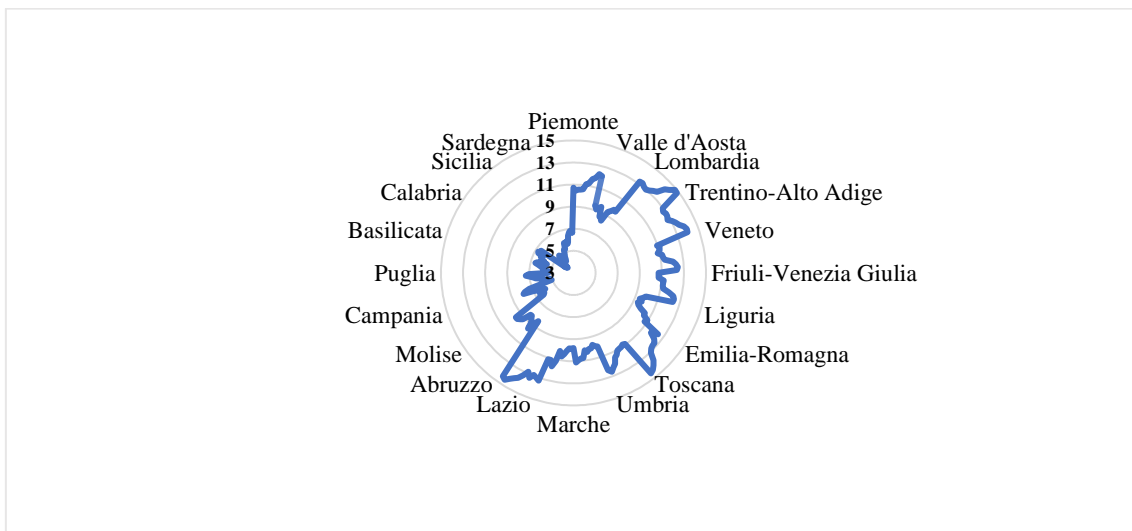 Piemonte
Valle d'Aosta
Lombardia
Trentino-Alto Adige
Veneto
Friuli-Venezia Giulia
Liguria
Emilia-Romagna
Toscana
Umbria
Marche
Lazio
Abruzzo
Molise
Campania
Puglia
Basilicata
Calabria
Sicilia
Sardegna
15
13
11
9
7
5
3